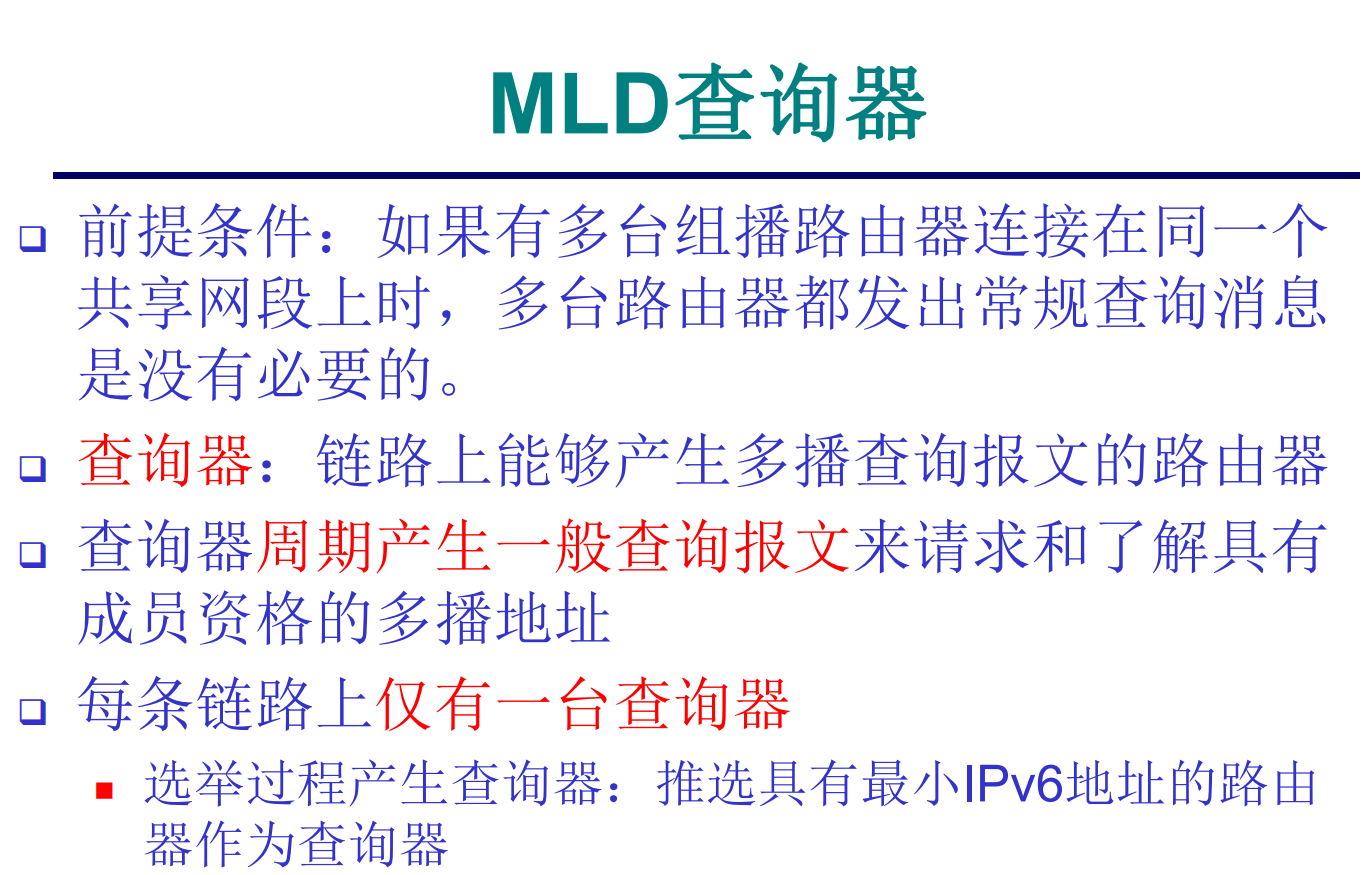 MLD查询器
前提条件：如果有多台组播路由器连接在同一个
共享网段上时，多台路由器都发出常规查询消息
是没有必要的。
查询器：链路上能够产生多播查询报文的路由器
查询器周期产生一般查询报文来请求和了解具有
成员资格的多播地址
每条链路上仅有一台查询器
选举过程产生查询器：推选具有最小IPv6地址的路由
器作为查询器